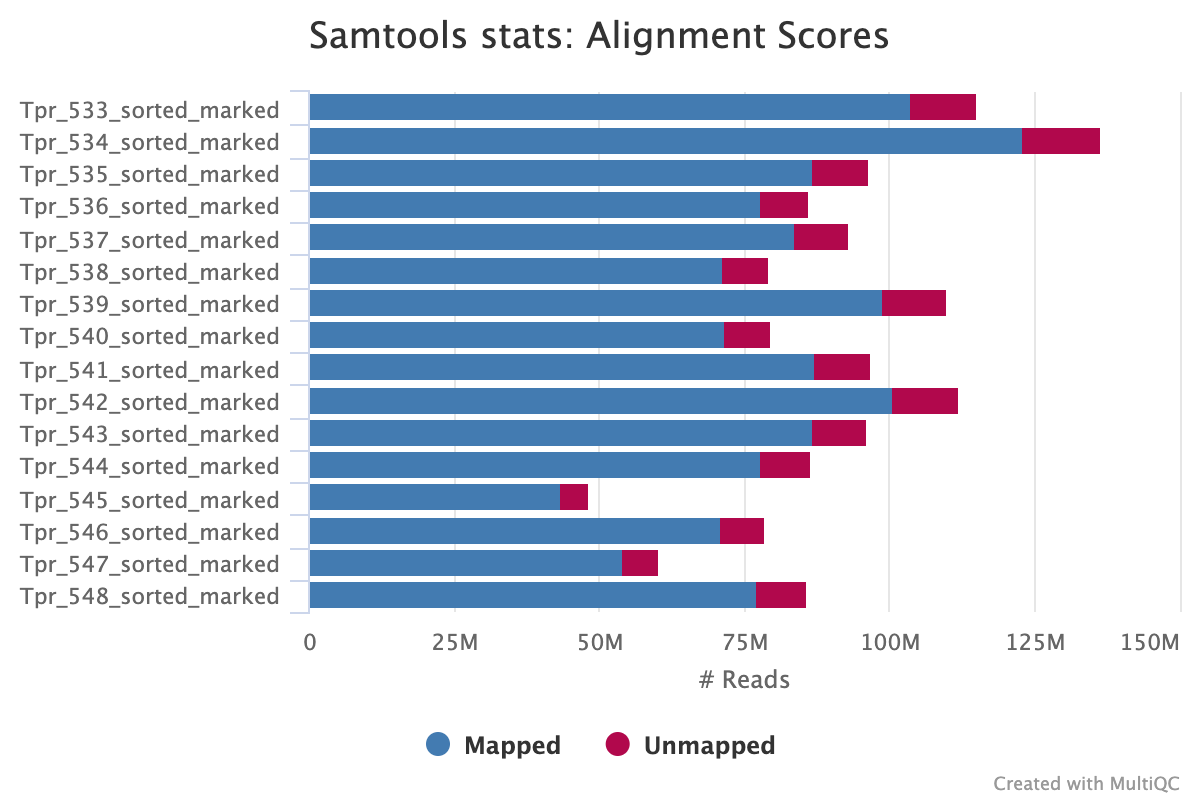 Samtools stats: Alignment Scores
Tpr_533_sorted_marked
Tpr_534_sorted_marked
Tpr_535_sorted_marked
Tpr_536_sorted_marked
Tpr_537_sorted_marked
Tpr_538_sorted_marked
Tpr_539_sorted_marked
Tpr_540_sorted_marked
Tpr_541_sorted_marked
Tpr_542_sorted_marked
Tpr_543_sorted_marked
Tpr_544_sorted_marked
Tpr_545_sorted_marked
Tpr_546_sorted_marked
Tpr_547_sorted_marked
Tpr_548_sorted_marked
0 25M 50M 75M 100M 125M 150M
# Reads
Mapped Unmapped
Created with MultiQC